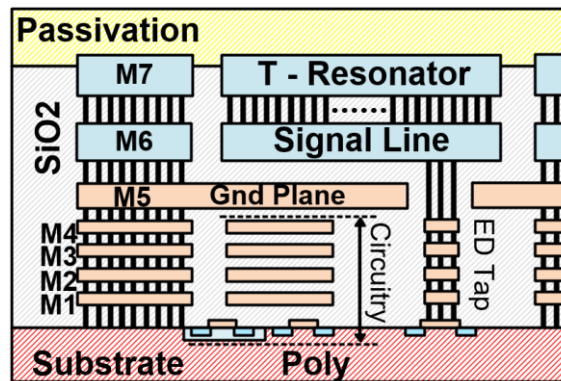 Passivation
M7
T - Resonator
SiO2
M6
Signal Line
M5
Gnd Plane
M4
M3
M2
M1
Circuitry
ED Tap
Substrate
Poly